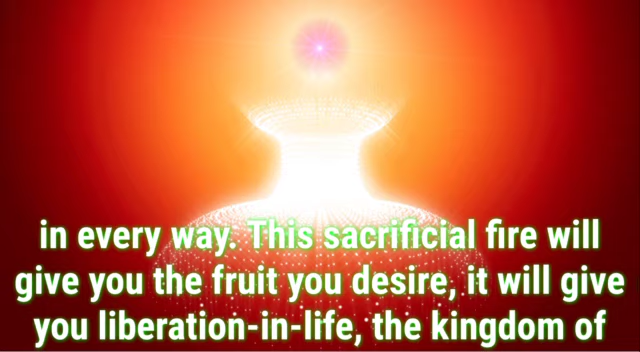 in every way. This sacrificial fire will
give you the fruit you desire, it will give
you liberation-in-life, the kingdom of